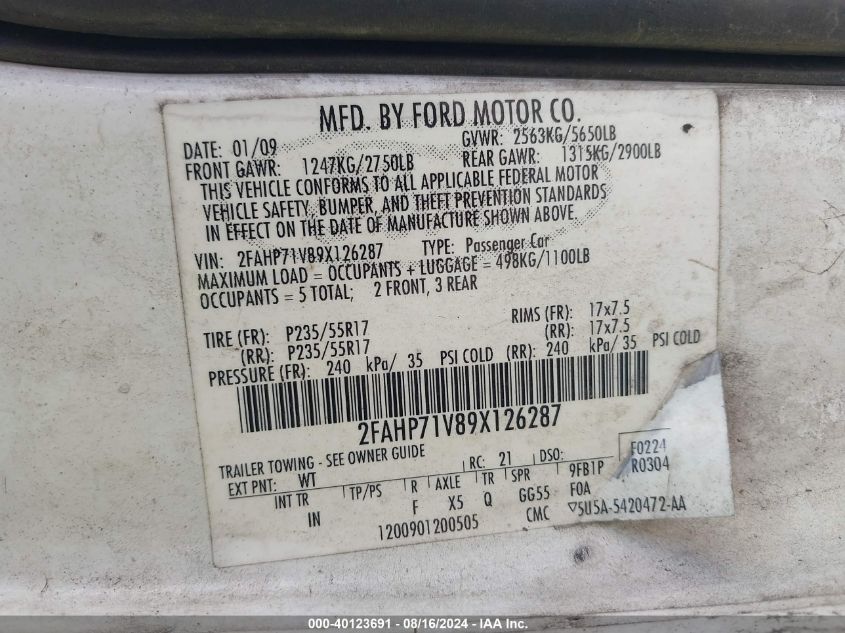 MFD. BY FORD MOTOR CO.
DATE: 01/09 GVWR: 2563KG/5650LB
FRONT GAWR: 1247KG/2750LB REAR GAWR: 1315KG/2900LB
THIS VEHICLE CONFORMS TO ALL APPLICABLE FEDERAL MOTOR
VEHICLE SAFETY, BUMPER, AND THEFT PREVENTION STANDARDS
IN EFFECT ON THE DATE OF MANUFACTURE SHOWN ABOVE.
VIN: 2FAHP71V89X126287 TYPE: Passenger Car
MAXIMUM LOAD = OCCUPANTS + LUGGAGE = 498KG/1100LB
OCCUPANTS = 5 TOTAL; 2 FRONT, 3 REAR
TIRE (FR): P235/55R17 RIMS (FR): 17x7.5
(RR): P235/55R17 (RR): 17x7.5
PRESSURE (FR): 240 kPa/ 35 PSI COLD (RR): 240 kPa/ 35 PSI COLD
2FAHP71V89X126287
TRAILER TOWING - SEE OWNER GUIDE
F0224
EXT PNT: WT RC: 21 DSO: 9FB1P R0304
INT TR TP/PS R AXLE TR SPR F0A
IN F X5 Q GG55
1200901200505 CMC ▽5U5A-5420472-AA
000-40123691 - 08/16/2024 - IAA Inc.